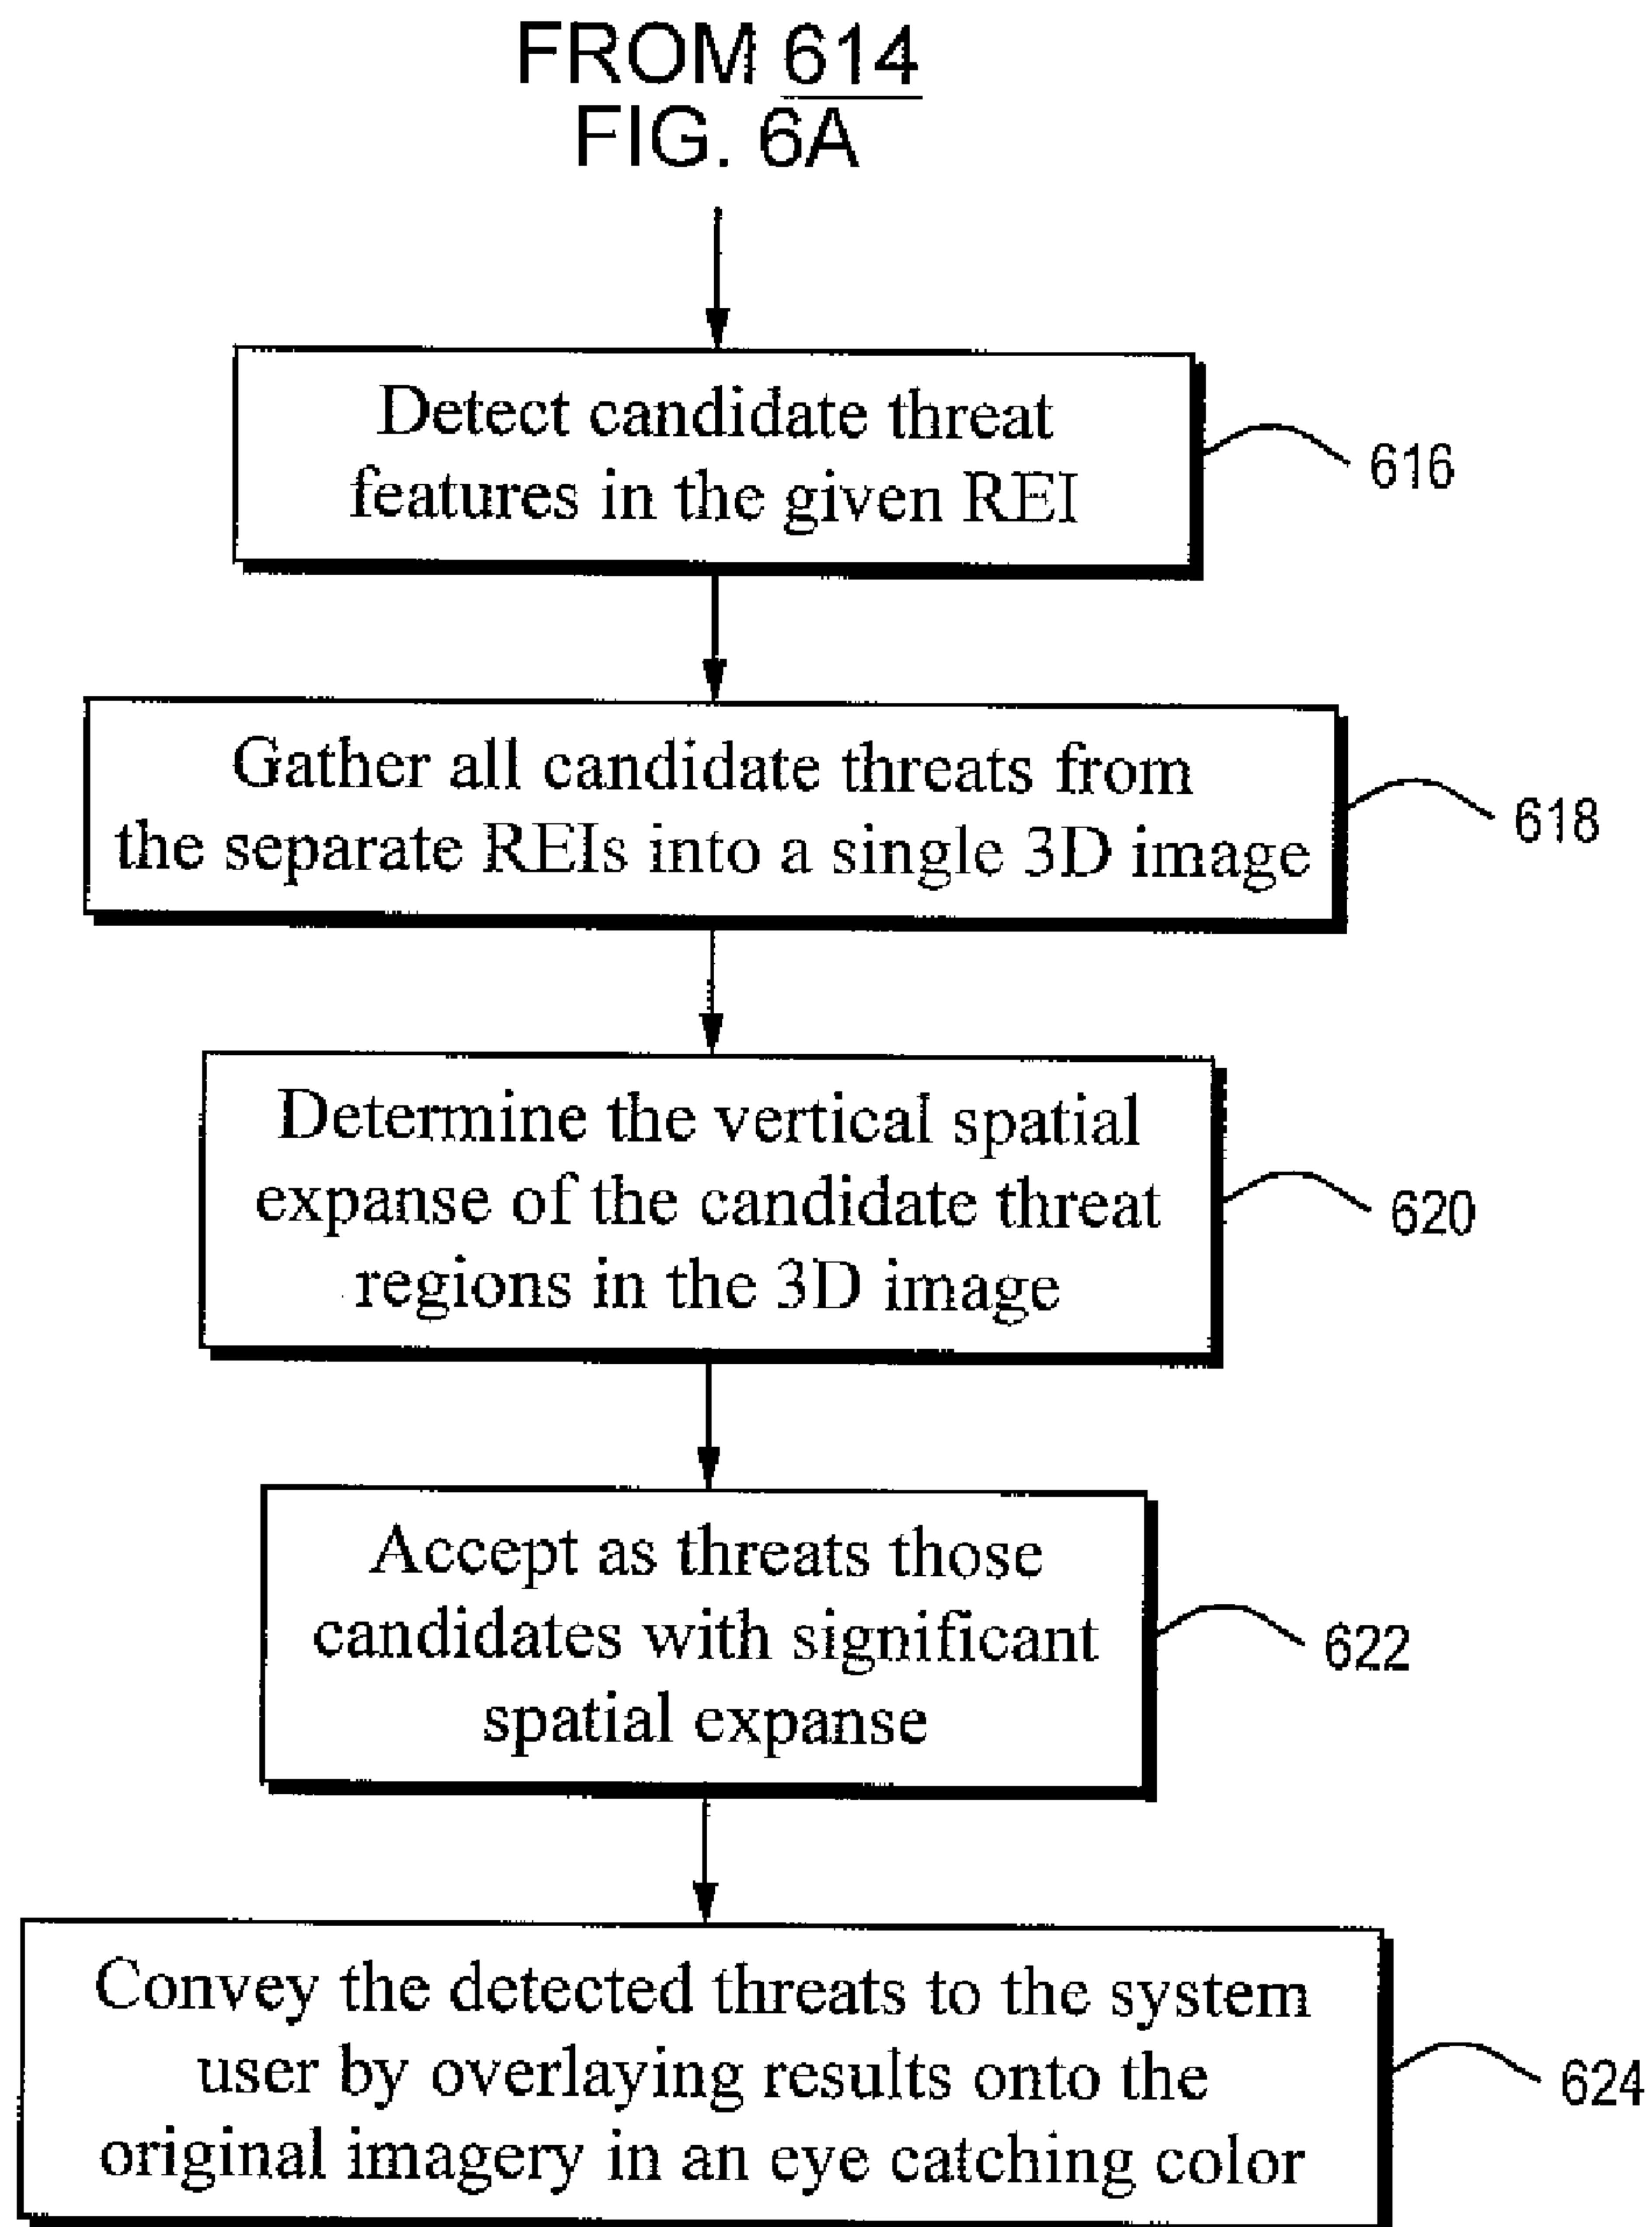 FROM 614
FIG. 6A
Detect candidate threat
features in the given REI
616
Gather all candidate threats from
the separate REIs into a single 3D image
618
Determine the vertical spatial
expanse of the candidate threat
regions in the 3D image
620
Accept as threats those
candidates with significant
spatial expanse
622
Convey the detected threats to the system
user by overlaying results onto the
original imagery in an eye catching color
624